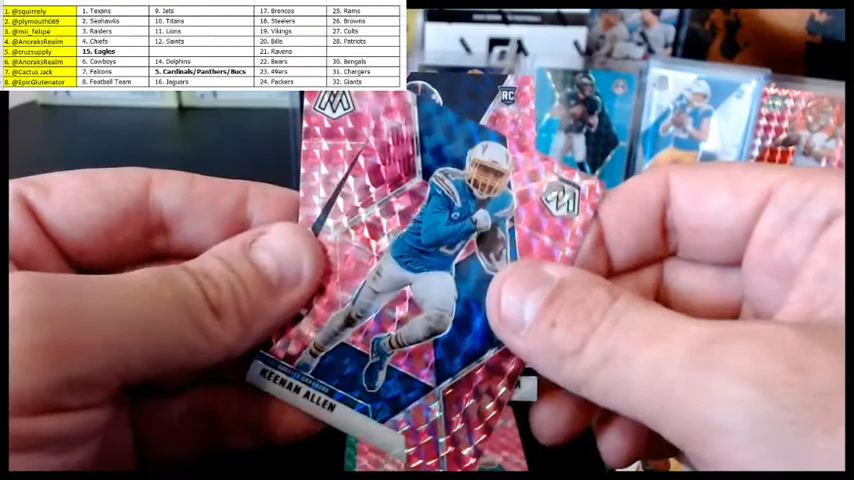 1. @squirrely 1. Texans 9. Jets 17. Broncos 25. Rams
2. @plymouth069 2. Seahawks 10. Titans 18. Steelers 26. Browns
3. @mii_felipe 3. Raiders 11. Lions 19. Vikings 27. Colts
4. @AnoraksRealm 4. Chiefs 12. Saints 20. Bills 28. Patriots
5. @cruzsupply 15. Eagles 21. Ravens
6. @AnoraksRealm 6. Cowboys 14. Dolphins 22. Bears 30. Bengals
7. @Cactus Jack 7. Falcons 5. Cardinals/Panthers/Bucs 23. 49ers 31. Chargers
8. @EpicGlutenator 8. Football Team 16. Jaguars 24. Packers 32. Giants
RC
KEENAN ALLEN